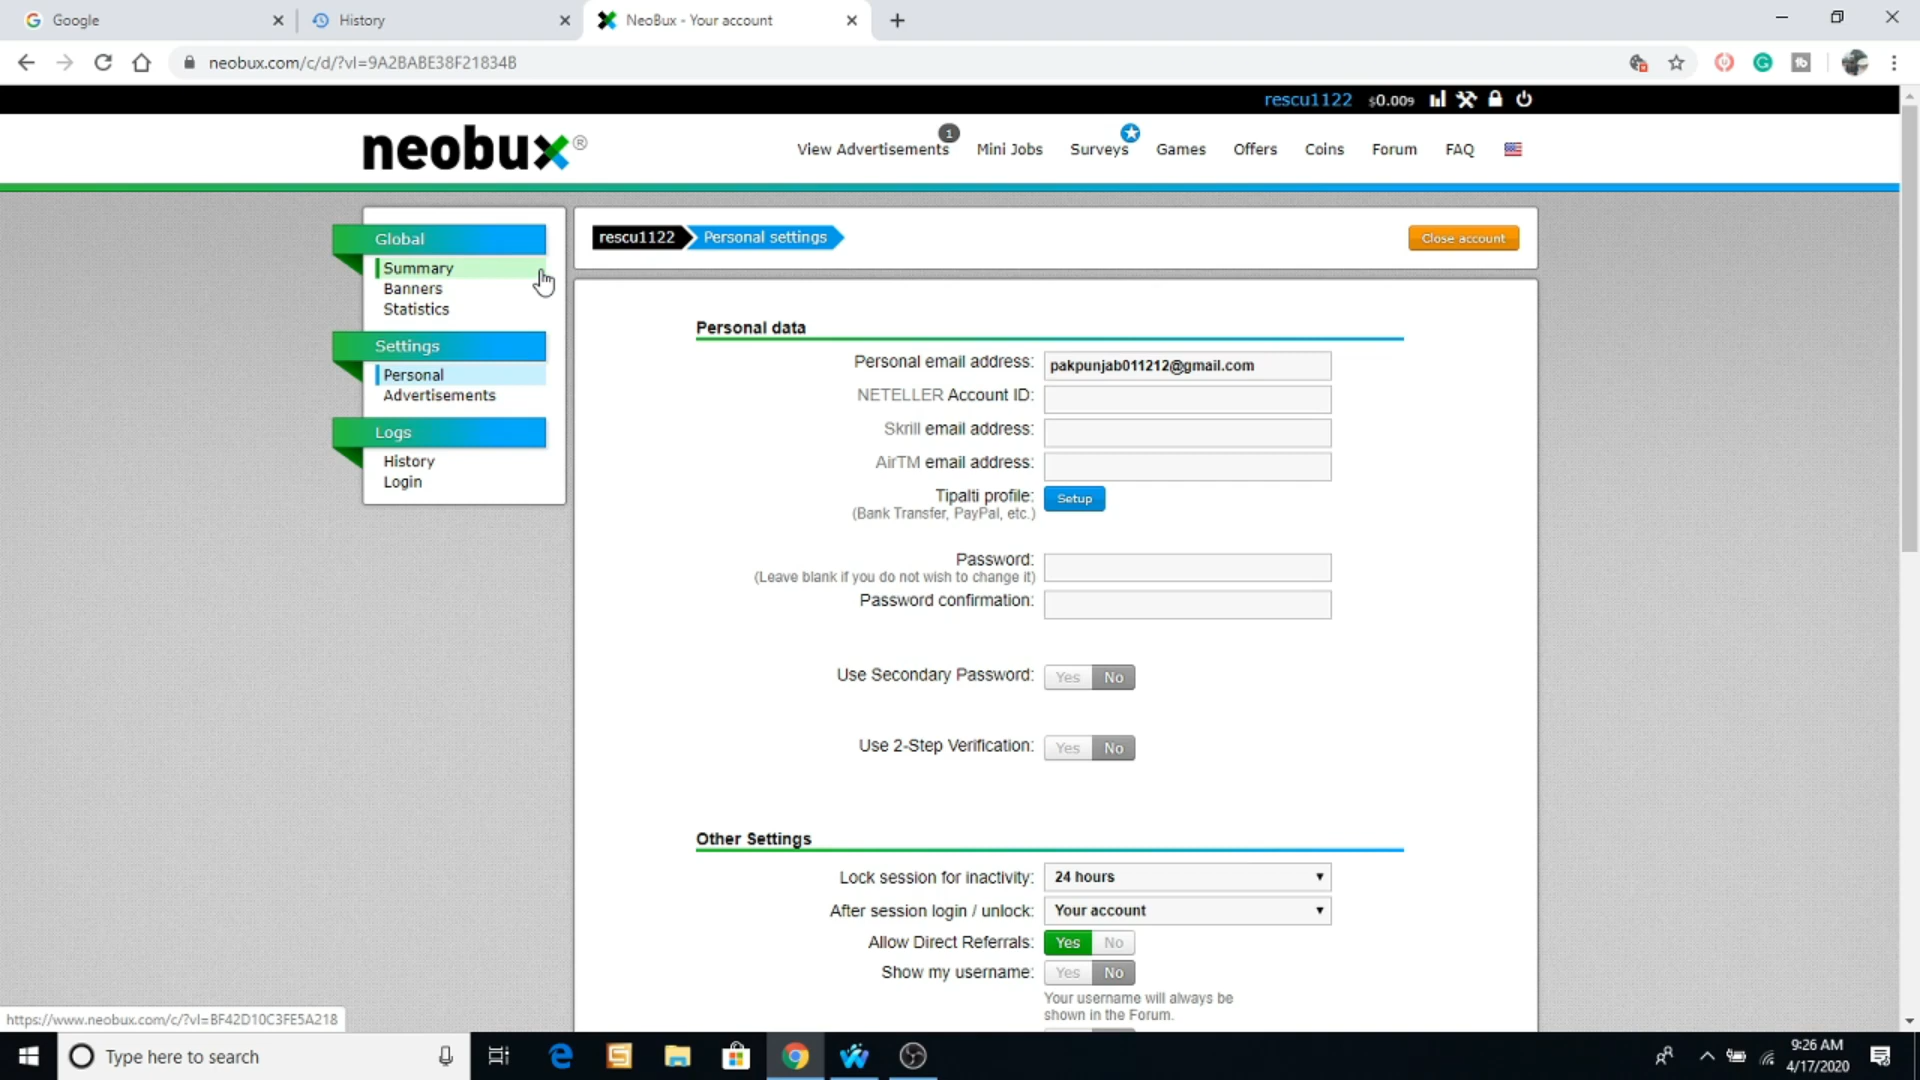 Google
History
NeoBux - Your account
neobux.com/c/d/?vl=9A2BABE38F21834B
rescu1122 $0.009
neobux®
View Advertisements 1 Mini Jobs Surveys Games Offers Coins Forum FAQ
Global
Summary
Banners
Statistics
Settings
Personal
Advertisements
Logs
History
Login
rescu1122 Personal settings Close account
Personal data
Personal email address: pakpunjab011212@gmail.com
NETELLER Account ID:
Skrill email address:
AirTM email address:
Tipalti profile: Setup
(Bank Transfer, PayPal, etc.)
Password:
(Leave blank if you do not wish to change it)
Password confirmation:
Use Secondary Password: Yes No
Use 2-Step Verification: Yes No
Other Settings
Lock session for inactivity: 24 hours
After session login / unlock: Your account
Allow Direct Referrals: Yes No
Show my username: Yes No
Your username will always be
shown in the Forum.
https://www.neobux.com/c/?vl=BF42D10C3FE5A218
Type here to search
9:26 AM
4/17/2020